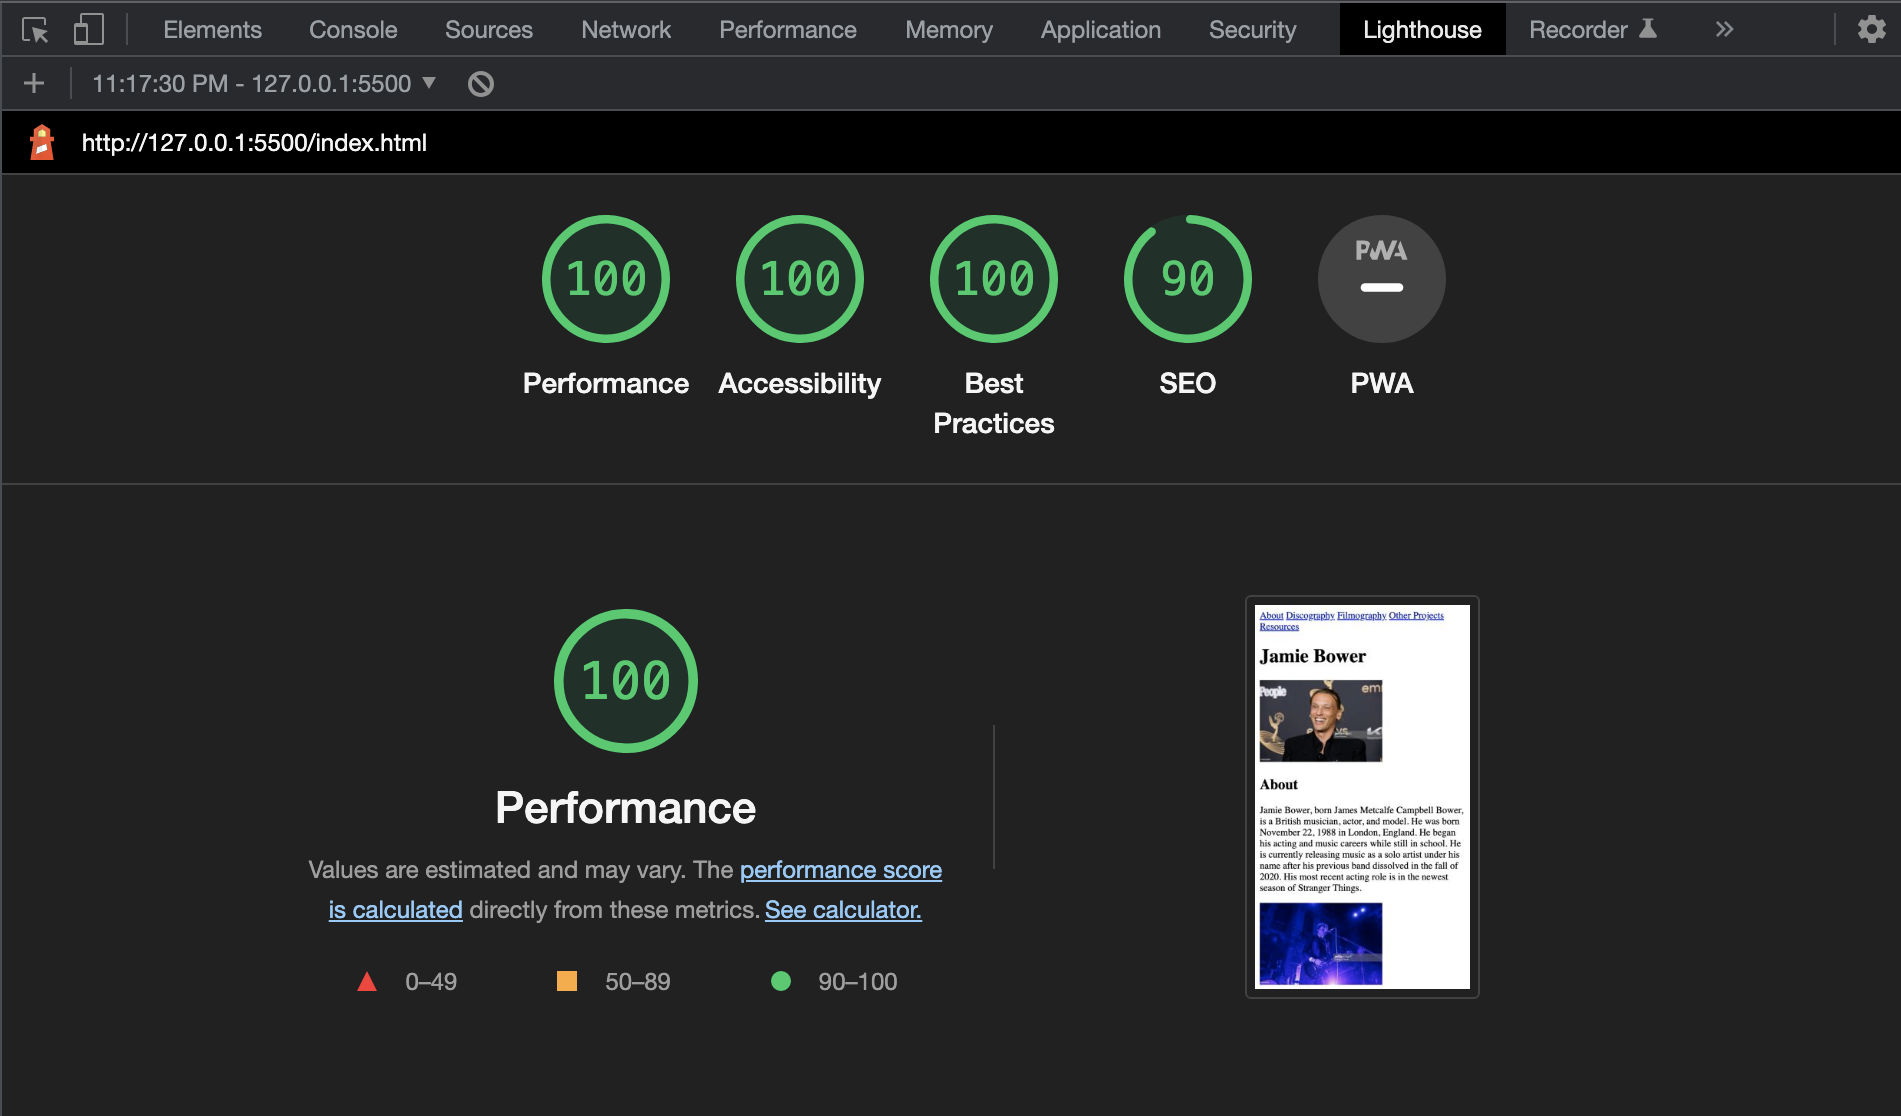 Elements Console Sources Network Performance Memory Application Security Lighthouse Recorder
11:17:30 PM - 127.0.0.1:5500
http://127.0.0.1:5500/index.html
100 100 100 90 PWA
Performance Accessibility Best Practices SEO PWA
100
Performance
Values are estimated and may vary. The performance score
is calculated directly from these metrics. See calculator.
0–49 50–89 90–100
About Discography Filmography Other Projects
Resources
Jamie Bower
People
About
Jamie Bower, born James Metcalfe Campbell Bower,
is a British musician, actor, and model. He was born
November 22, 1988 in London, England. He began
his acting and music careers while still in school. He
is currently releasing music as a solo artist under his
name after his previous band dissolved in the fall of
2020. His most recent acting role is in the newest
season of Stranger Things.